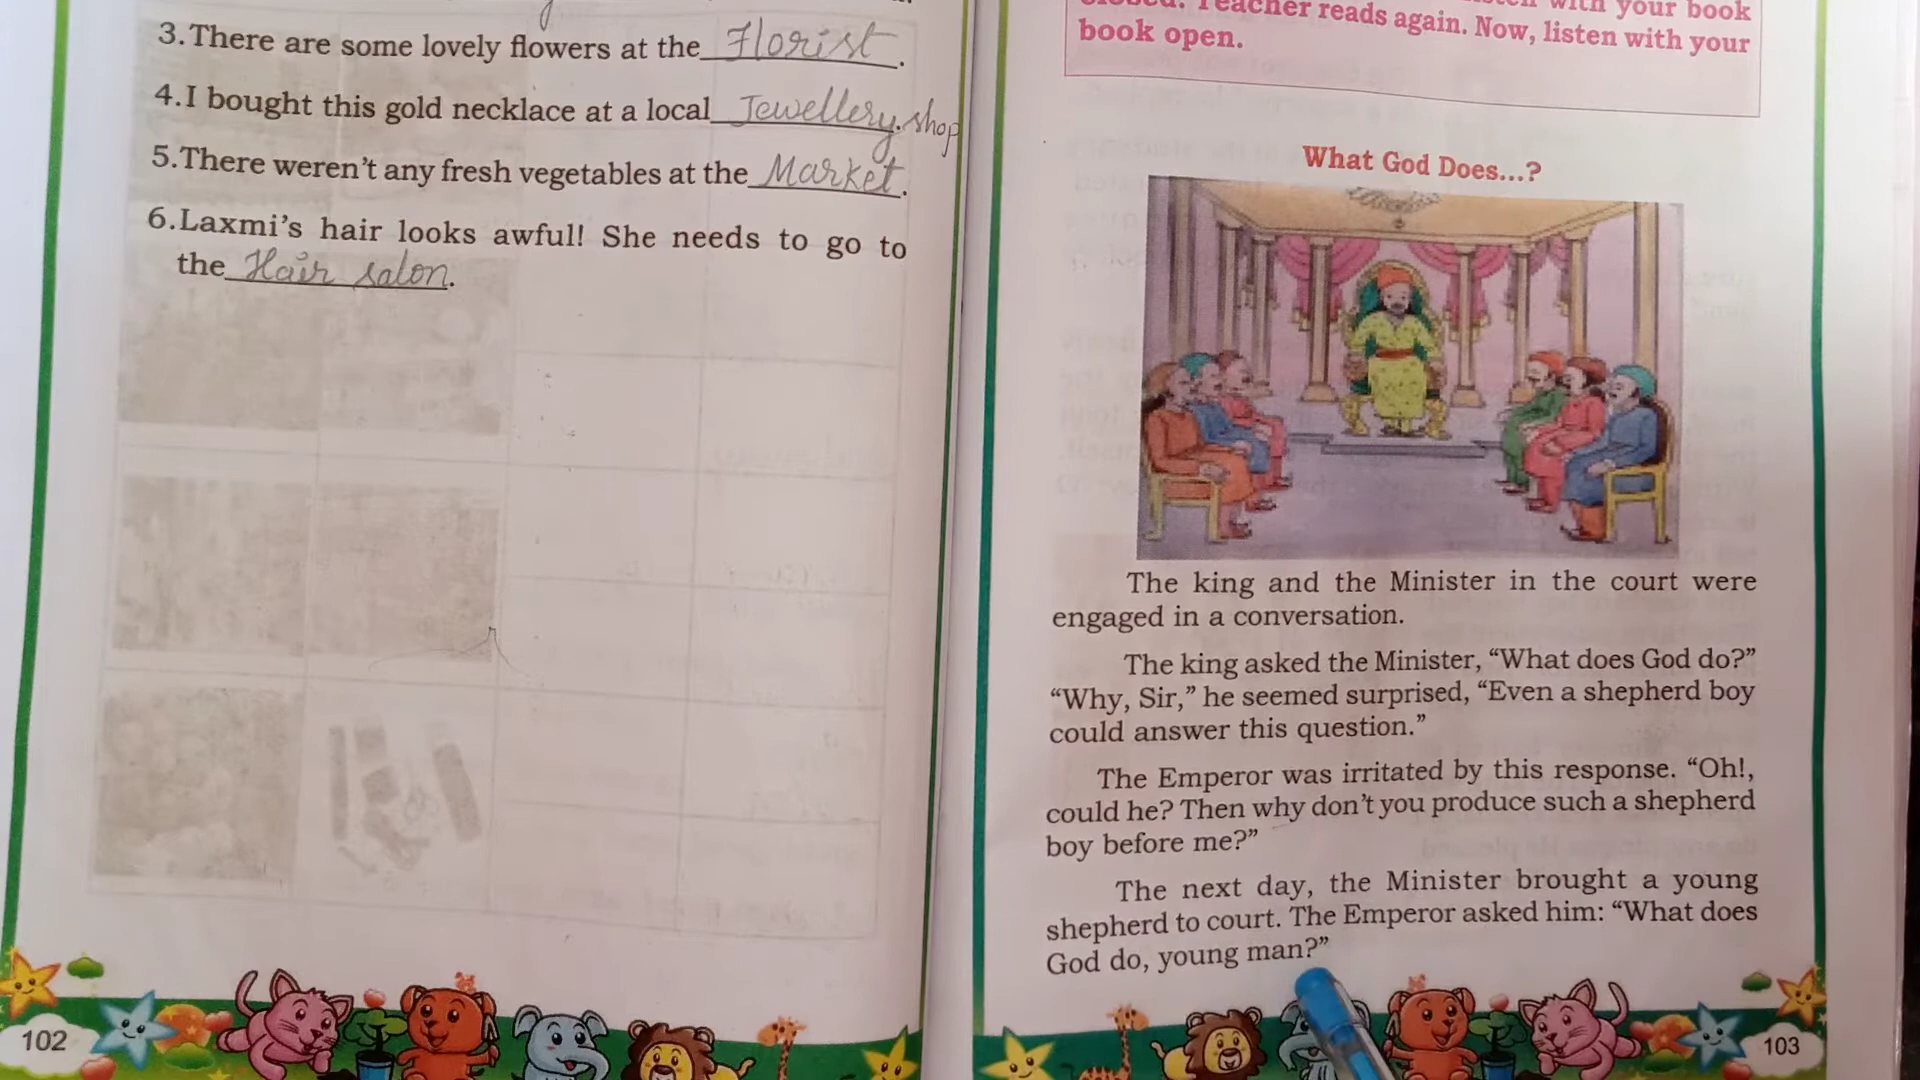 3. There are some lovely flowers at the Florist.
4. I bought this gold necklace at a local Jewellery shop.
5. There weren't any fresh vegetables at the Market.
6. Laxmi's hair looks awful! She needs to go to
the Hair salon.
102
with your book
Teacher reads again. Now, listen with your
book open.
What God Does...?
The king and the Minister in the court were
engaged in a conversation.
The king asked the Minister, “What does God do?”
“Why, Sir,” he seemed surprised, “Even a shepherd boy
could answer this question.”
The Emperor was irritated by this response. “Oh!,
could he? Then why don't you produce such a shepherd
boy before me?”
The next day, the Minister brought a young
shepherd to court. The Emperor asked him: “What does
God do, young man?”
103